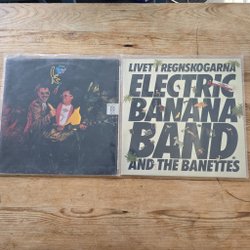 LIVET I REGNSKOGARNA
ELECTRIC
BANANA
BAND
AND THE BANETTES